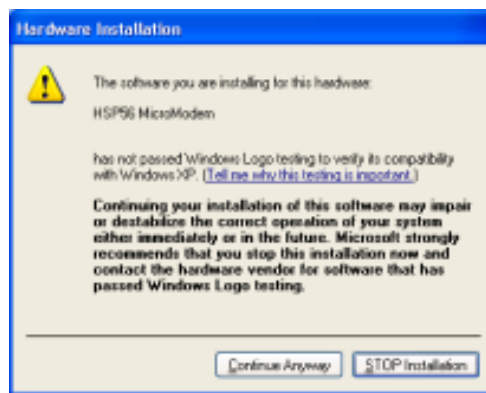 Hardware Installation
The software you are installing for this hardware:
HSP56 MicroModem
has not passed Windows Logo testing to verify its compatibility
with Windows XP. (Tell me why this testing is important.)
Continuing your installation of this software may impair
or destabilize the correct operation of your system
either immediately or in the future. Microsoft strongly
recommends that you stop this installation now and
contact the hardware vendor for software that has
passed Windows Logo testing.
Continue Anyway
STOP Installation